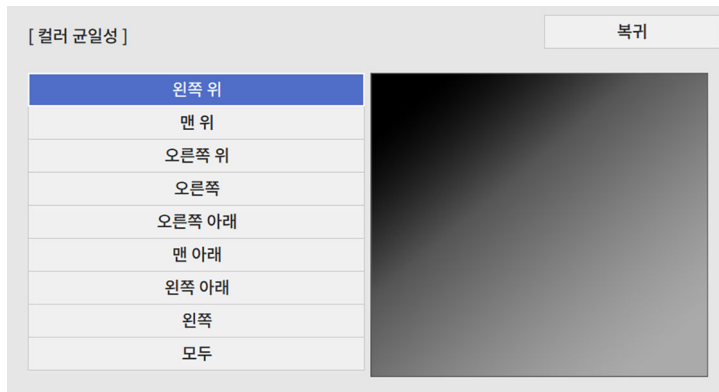 [ 컬러 균일성 ]
복귀
왼쪽 위
맨 위
오른쪽 위
오른쪽
오른쪽 아래
맨 아래
왼쪽 아래
왼쪽
모두